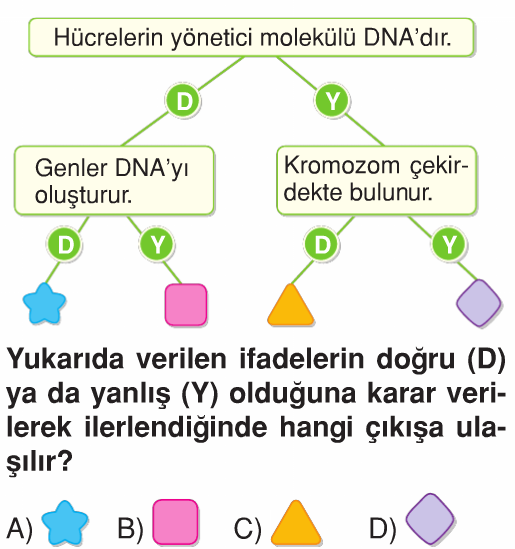 Hücrelerin yönetici molekülü DNA'dır.
D
Y
Genler DNA'yı
oluşturur.
Kromozom çekir-
dekte bulunur.
D
Y
D
Y
Yukarıda verilen ifadelerin doğru (D)
ya da yanlış (Y) olduğuna karar veri-
lerek ilerlendiğinde hangi çıkışa ula-
şılır?
A) B) C) D)